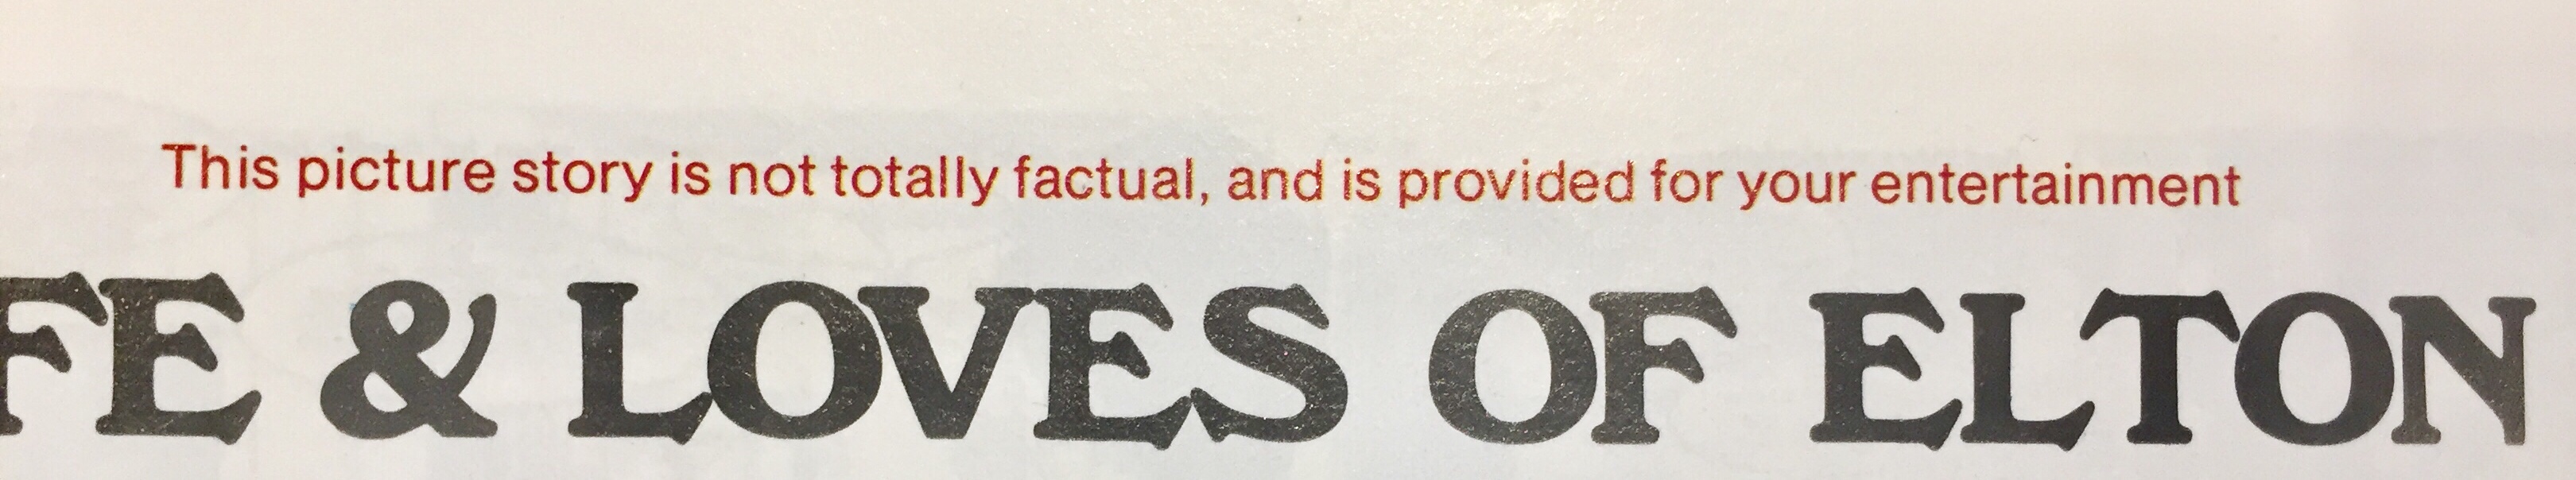 This picture story is not totally factual, and is provided for your entertainment
FE & LOVES OF ELTON